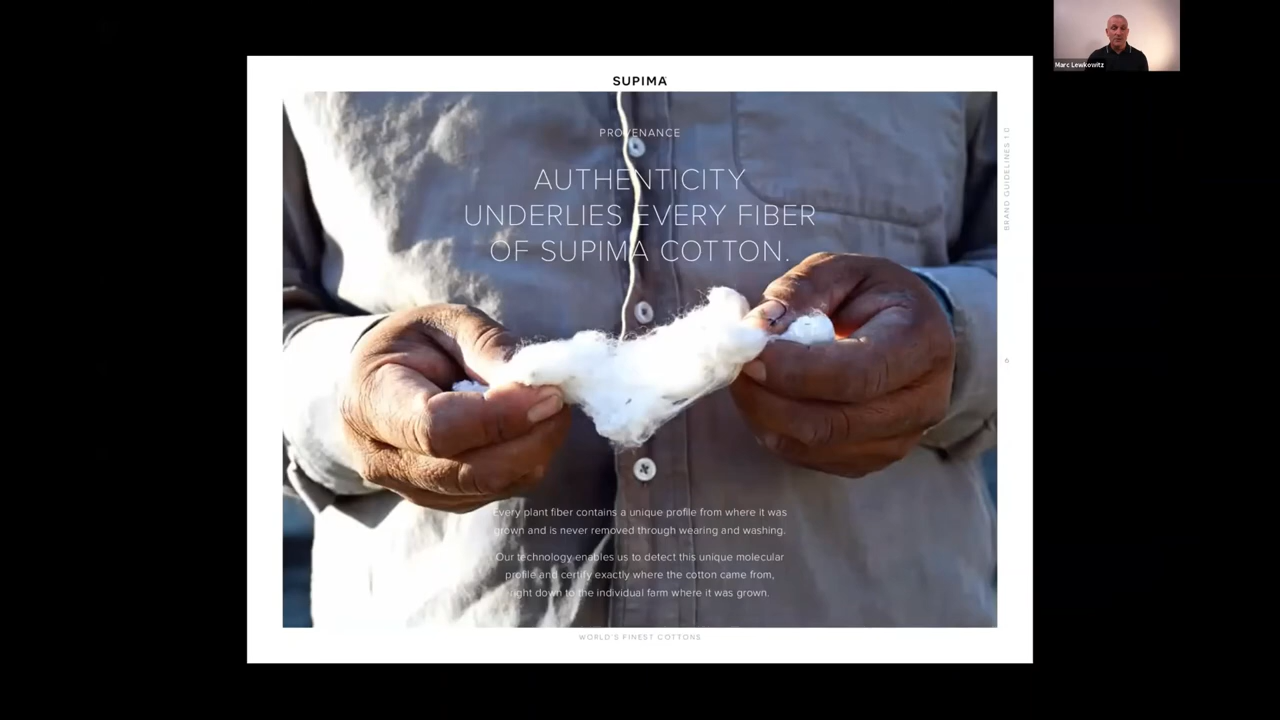 Marc Lewkowitz
SUPIMA
PROVENANCE
AUTHENTICITY
UNDERLIES EVERY FIBER
OF SUPIMA COTTON.
Every plant fiber contains a unique profile from where it was
grown and is never removed through wearing and washing.
Our technology enables us to detect this unique molecular
profile and certify exactly where the cotton came from,
right down to the individual farm where it was grown.
WORLD'S FINEST COTTONS
BRAND GUIDELINES 1.0